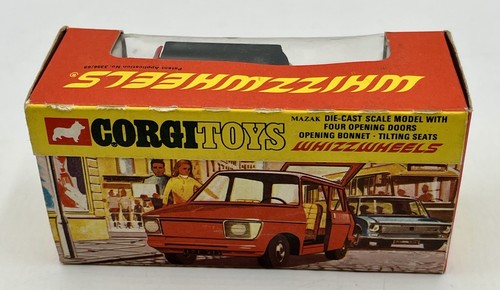 WHIZZWHEELS®
CORGI TOYS
MAZAK DIE-CAST SCALE MODEL WITH
FOUR OPENING DOORS
OPENING BONNET · TILTING SEATS
WHIZZWHEELS